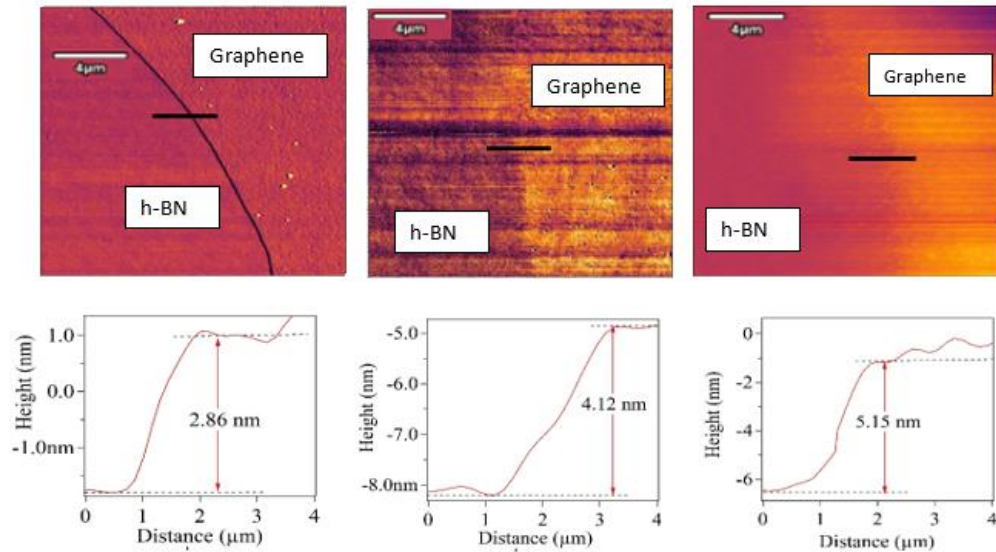 4μm
Graphene
h-BN
4μm
Graphene
h-BN
4μm
Graphene
h-BN
Height (nm)
1.0
0.0
-1.0nm
2.86 nm
0 1 2 3 4
Distance (μm)
Height (nm)
-5.0
-6.0
-7.0
-8.0nm
4.12 nm
0 1 2 3 4
Distance (μm)
Height (nm)
0
-2
-4
-6
5.15 nm
0 1 2 3 4
Distance (μm)